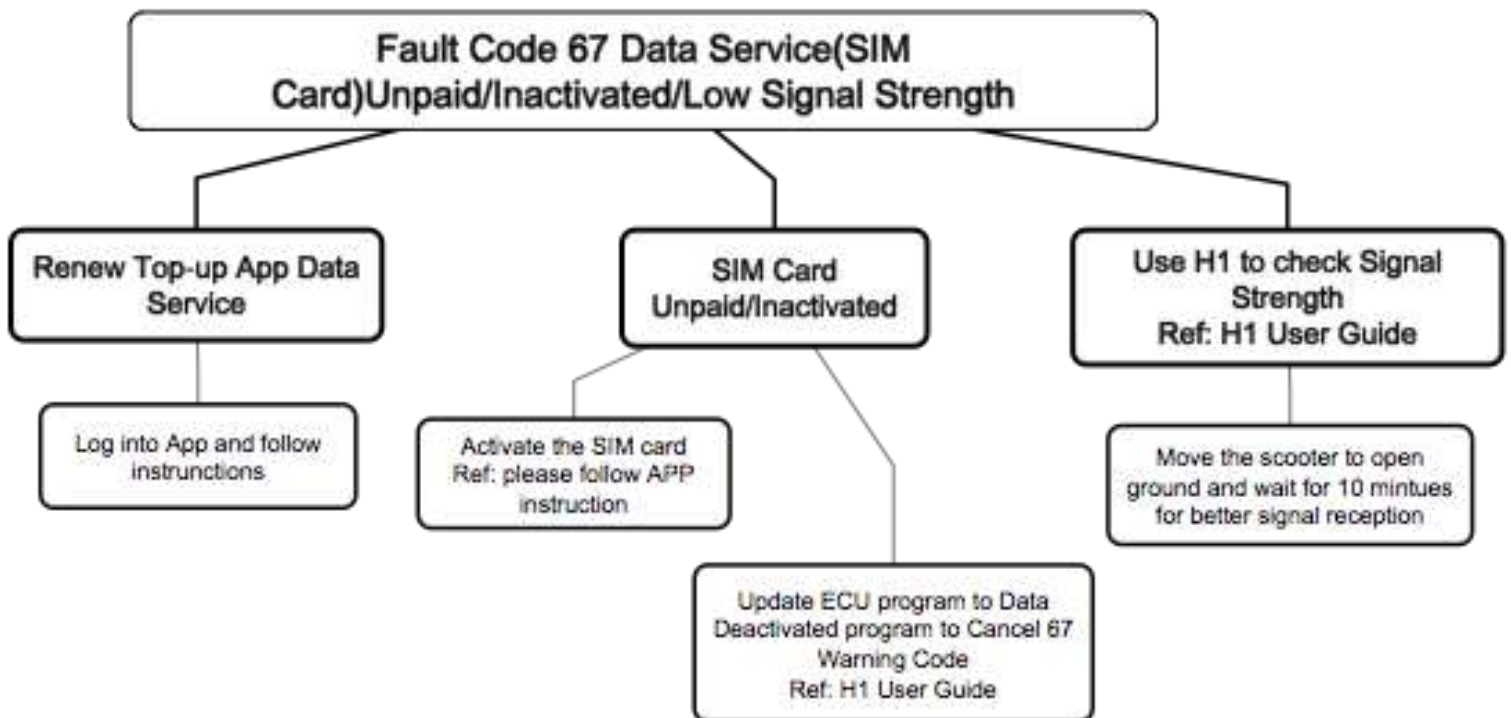 Fault Code 67 Data Service(SIM
Card)Unpaid/Inactivated/Low Signal Strength
Renew Top-up App Data
Service
SIM Card
Unpaid/Inactivated
Use H1 to check Signal
Strength
Ref: H1 User Guide
Log into App and follow
instrunctions
Activate the SIM card
Ref: please follow APP
instruction
Move the scooter to open
ground and wait for 10 mintues
for better signal reception
Update ECU program to Data
Deactivated program to Cancel 67
Warning Code
Ref: H1 User Guide